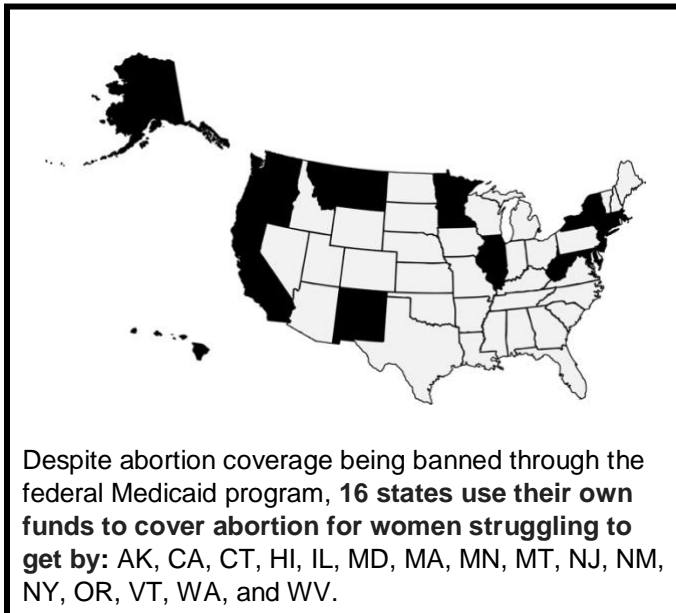 Despite abortion coverage being banned through the
federal Medicaid program, 16 states use their own
funds to cover abortion for women struggling to
get by: AK, CA, CT, HI, IL, MD, MA, MN, MT, NJ, NM,
NY, OR, VT, WA, and WV.